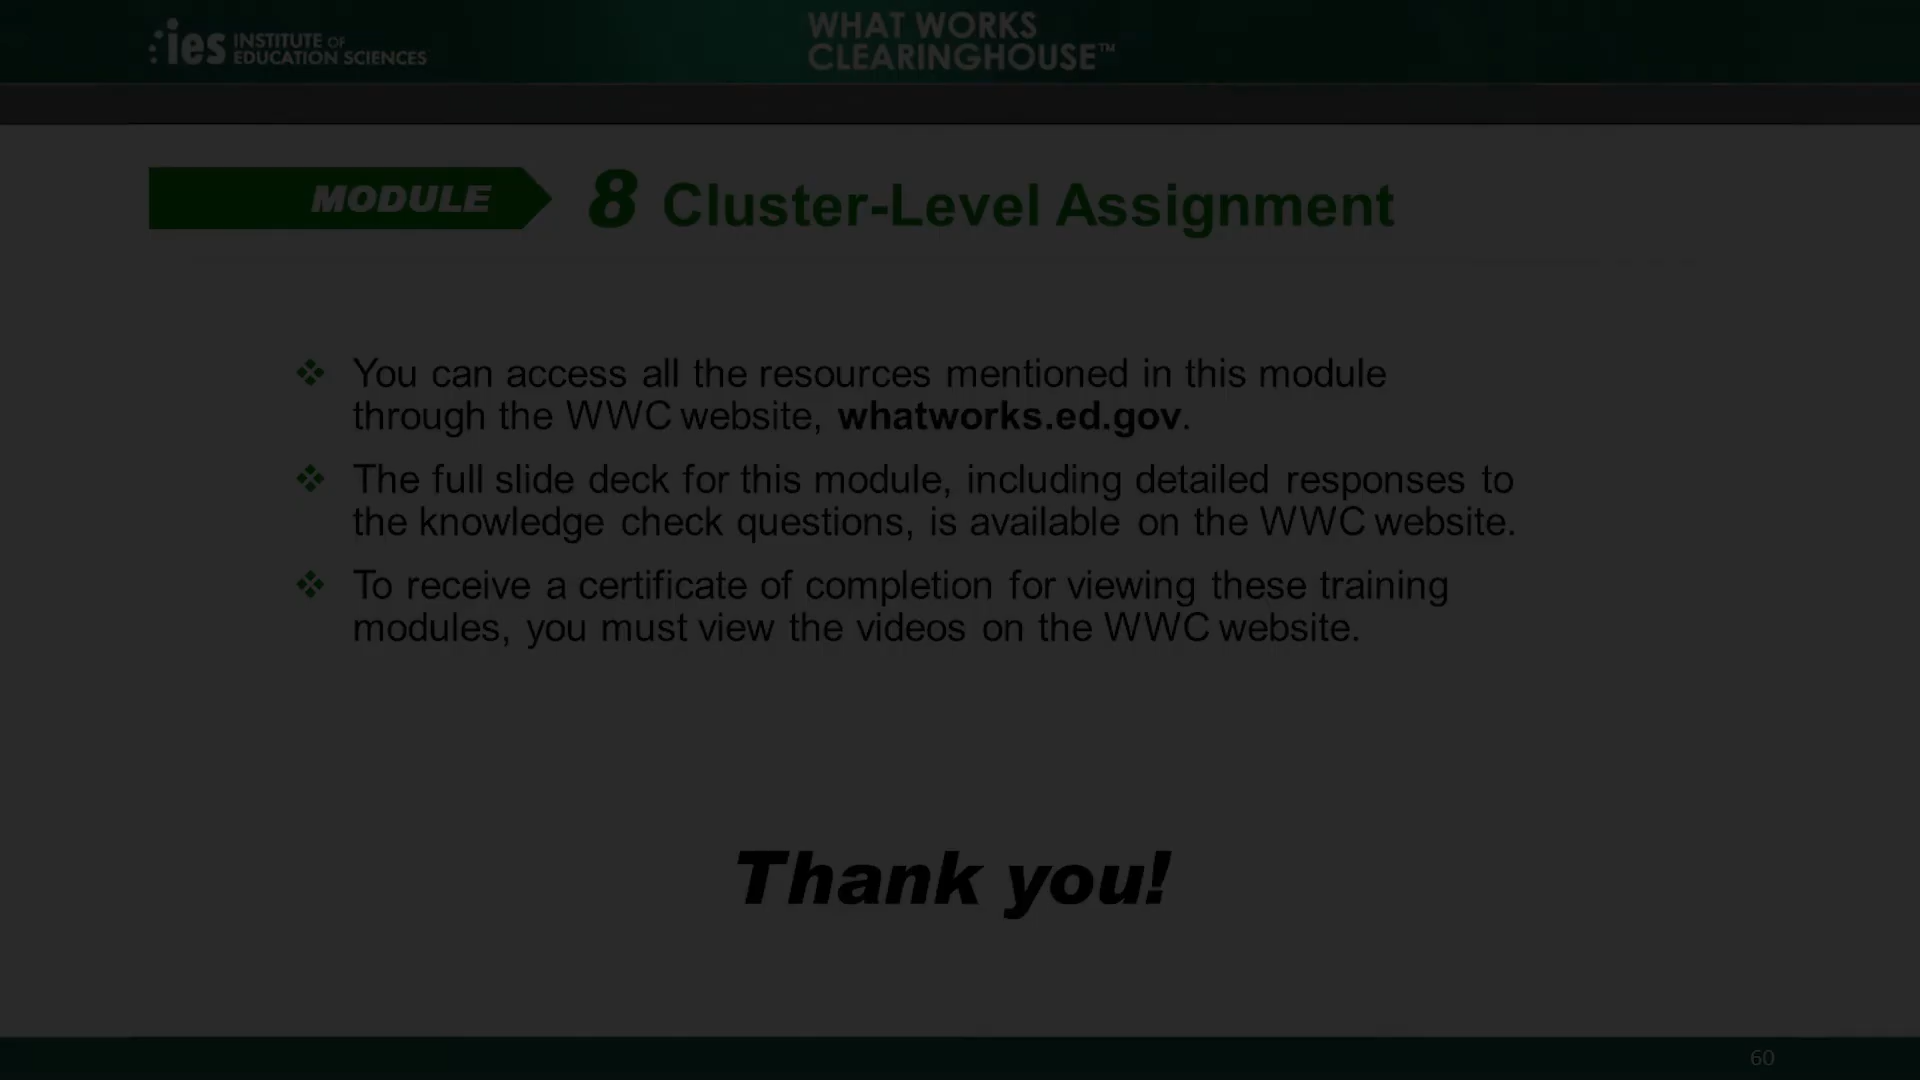 ies INSTITUTE OF
EDUCATION SCIENCES
WHAT WORKS
CLEARINGHOUSE™
MODULE 8 Cluster-Level Assignment
❖ You can access all the resources mentioned in this module
through the WWC website, whatworks.ed.gov.
❖ The full slide deck for this module, including detailed responses to
the knowledge check questions, is available on the WWC website.
❖ To receive a certificate of completion for viewing these training
modules, you must view the videos on the WWC website.
Thank you!
60